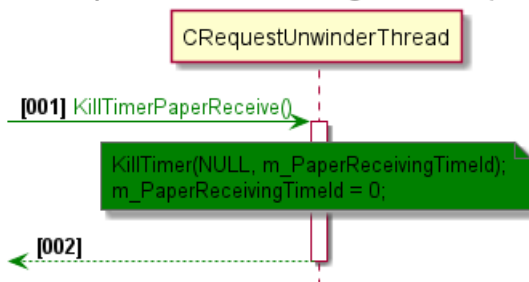 CRequestUnwinderThread
[001] KillTimerPaperReceive()
KillTimer(NULL, m_PaperReceivingTimeId);
m_PaperReceivingTimeId = 0;
[002]